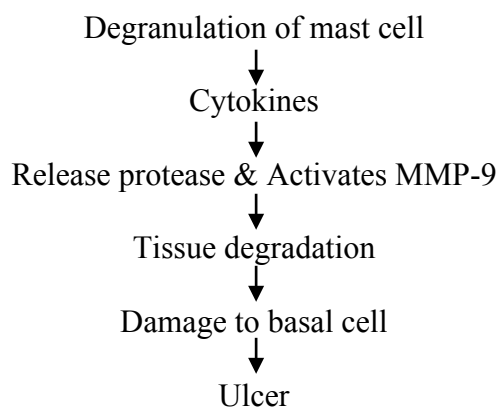 Degranulation of mast cell
Cytokines
Release protease & Activates MMP-9
Tissue degradation
Damage to basal cell
Ulcer